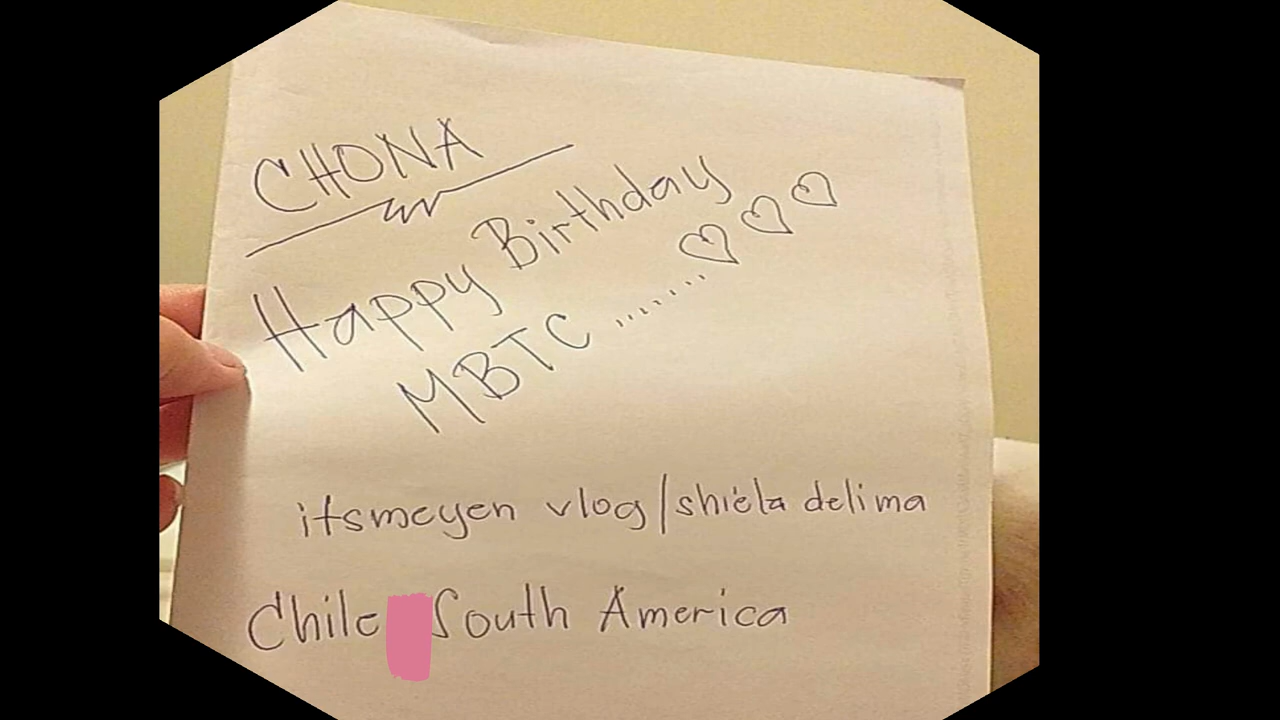 CHONA
Happy Birthday
MBTC ....... ♡ ♡ ♡
itsmeyen vlog/shiela delima
Chile South America